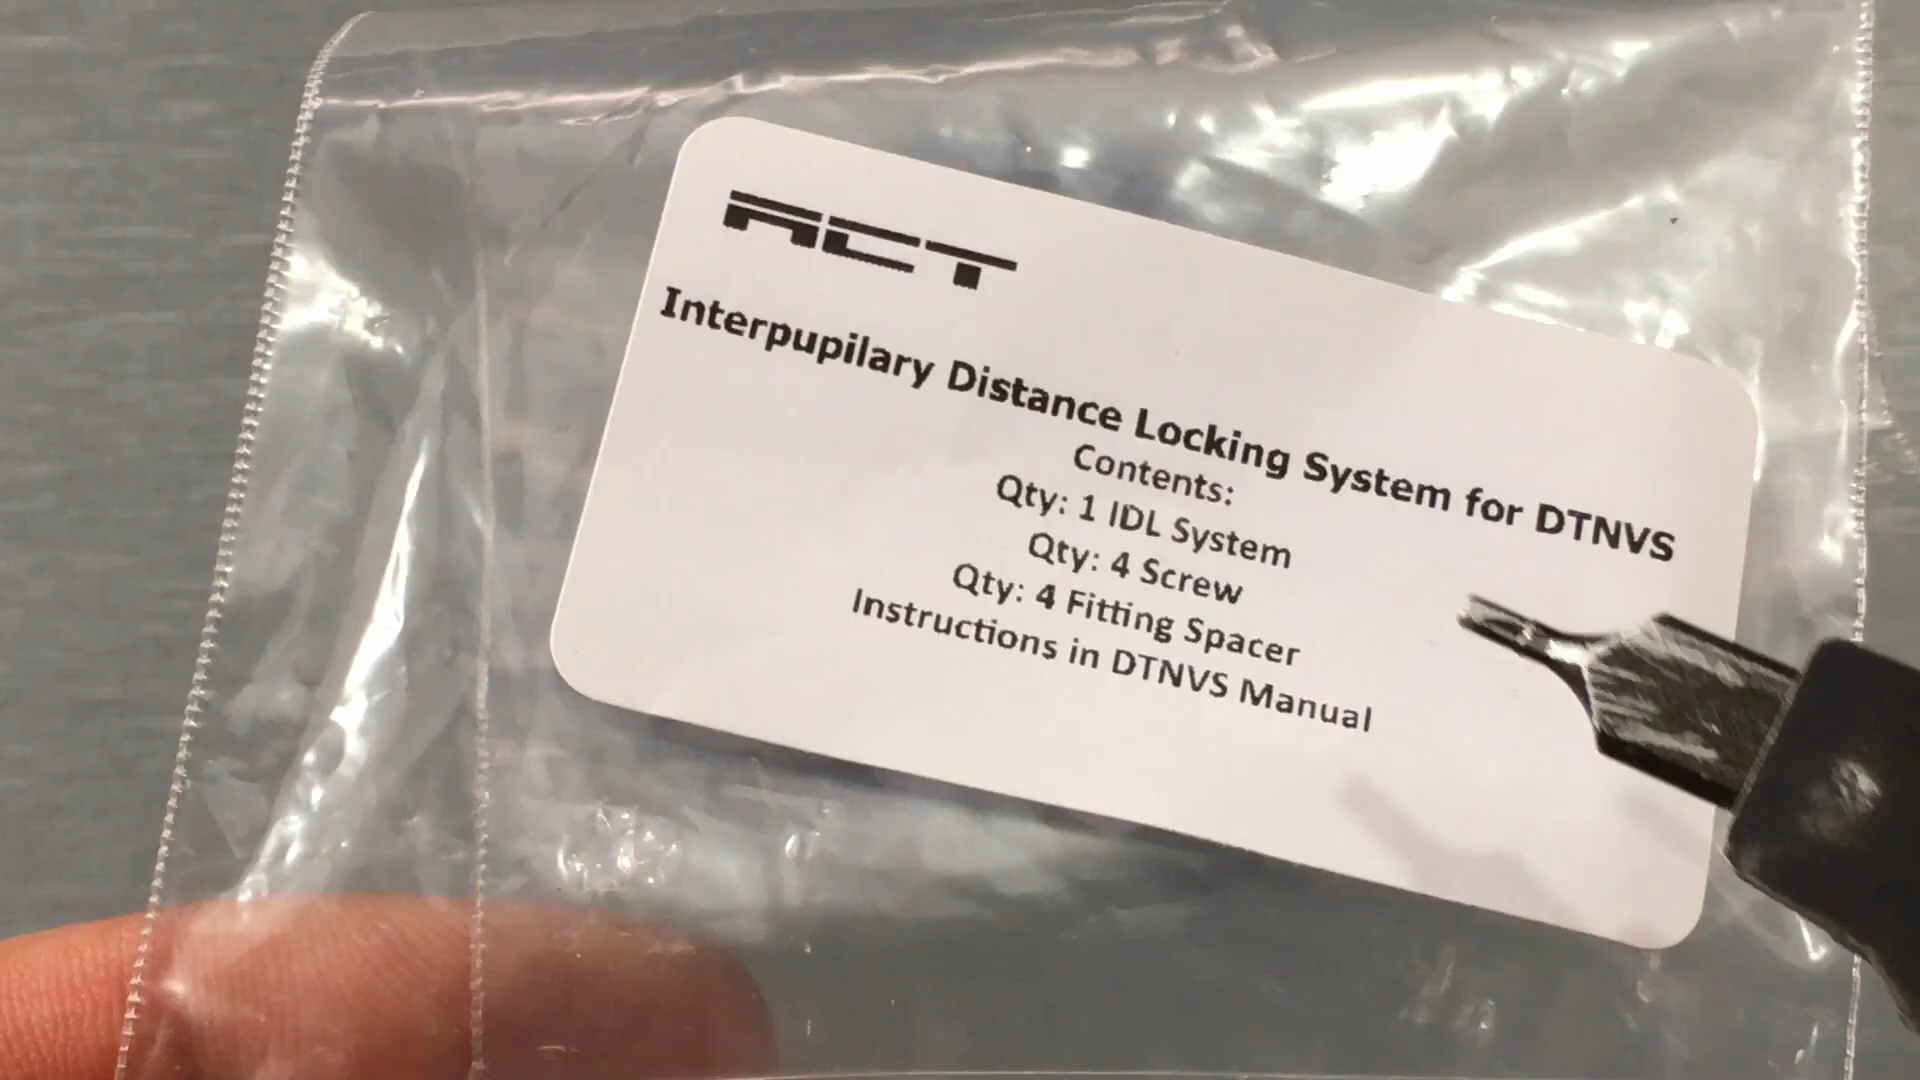 ACT
Interpupilary Distance Locking System for DTNVS
Contents:
Qty: 1 IDL System
Qty: 4 Screw
Qty: 4 Fitting Spacer
Instructions in DTNVS Manual